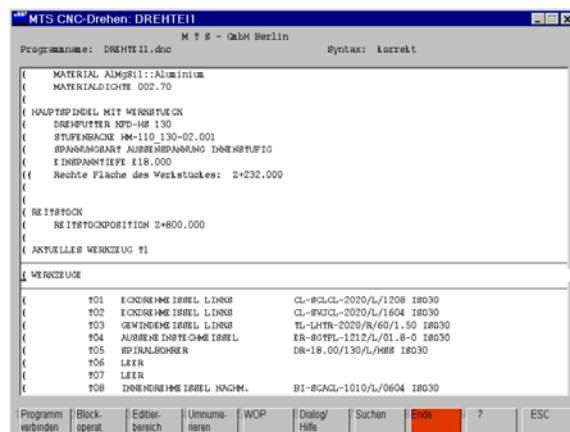 MTS CNC-Drehen: DREHTEI1
M T S - GmbH Berlin
Programmname: DREHTEI1.dnc Syntax: korrekt
( MATERIAL AlMgSi1::Aluminium
( MATERIALDICHTE 002.70
(
( HAUPTSPINDEL MIT WERKSTUECK
( DREHFUTTER KFD-HS 130
( STUFENBACKE HM-110_130-02.001
( SPANNUNGSART AUSSENSPANNUNG INNENSTUFIG
( EINSPANNTIEFE E18.000
(( Rechte Fläche des Werkstückes: Z+232.000
(
(
( REITSTOCK
( REITSTOCKPOSITION Z+800.000
(
( AKTUELLES WERKZEUG T1
( WERKZEUGE
( T01 ECKDREHMEISSEL LINKS CL-SCLCL-2020/L/1208 ISO30
( T02 ECKDREHMEISSEL LINKS CL-SVJCL-2020/L/1604 ISO30
( T03 GEWINDEMEISSEL LINKS TL-LHTR-2020/R/60/1.50 ISO30
( T04 AUSSENEINSTECHMEISSEL ER-SGTFL-1212/L/01.8-0 ISO30
( T05 SPIRALBOHRER DR-18.00/130/L/HSS ISO30
( T06 LEER
( T07 LEER
( T08 INNENDREHMEISSEL NACHM. BI-SCACL-1010/L/0604 ISO30
Programm verbinden Block- operat. Editier- bereich Umnume- rieren WOP Dialog/ Hilfe Suchen Ende ? ESC